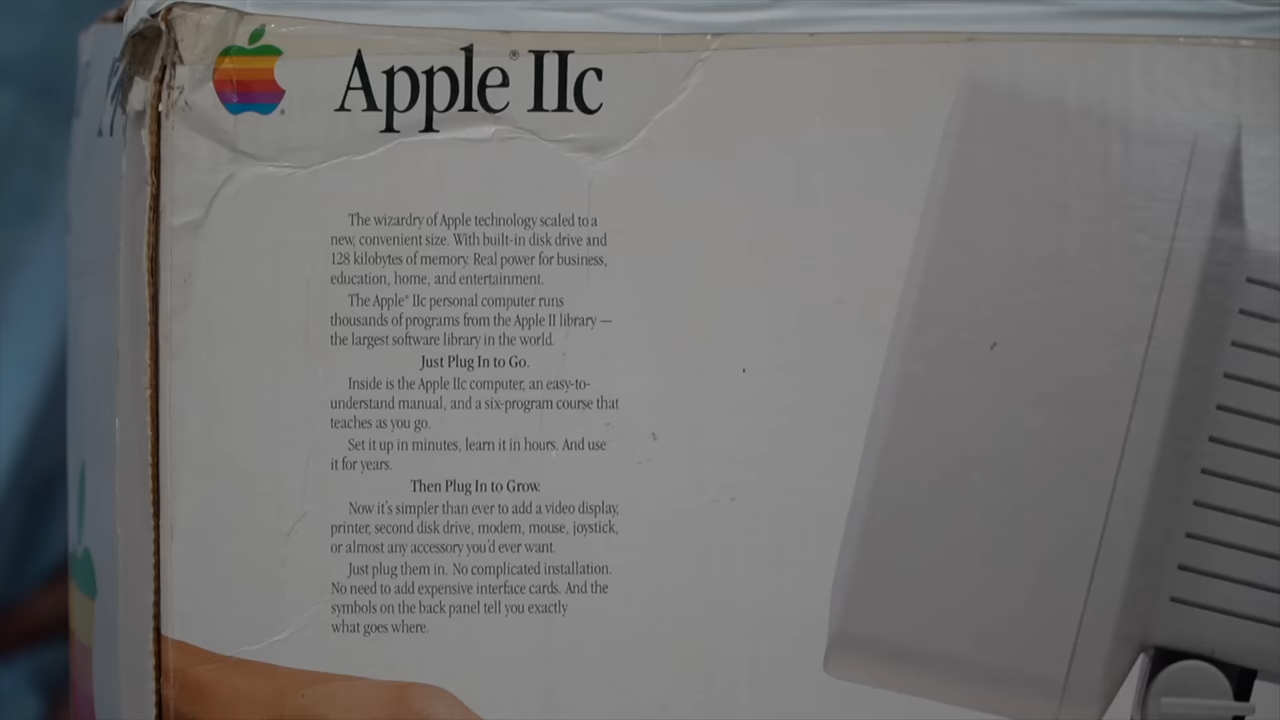 Apple® IIc
The wizardry of Apple technology scaled to a
new, convenient size. With built-in disk drive and
128 kilobytes of memory. Real power for business,
education, home, and entertainment.
The Apple® IIc personal computer runs
thousands of programs from the Apple II library —
the largest software library in the world.
Just Plug In to Go.
Inside is the Apple IIc computer, an easy-to-
understand manual, and a six-program course that
teaches as you go.
Set it up in minutes, learn it in hours. And use
it for years.
Then Plug In to Grow.
Now it's simpler than ever to add a video display,
printer, second disk drive, modem, mouse, joystick,
or almost any accessory you'd ever want.
Just plug them in. No complicated installation.
No need to add expensive interface cards. And the
symbols on the back panel tell you exactly
what goes where.